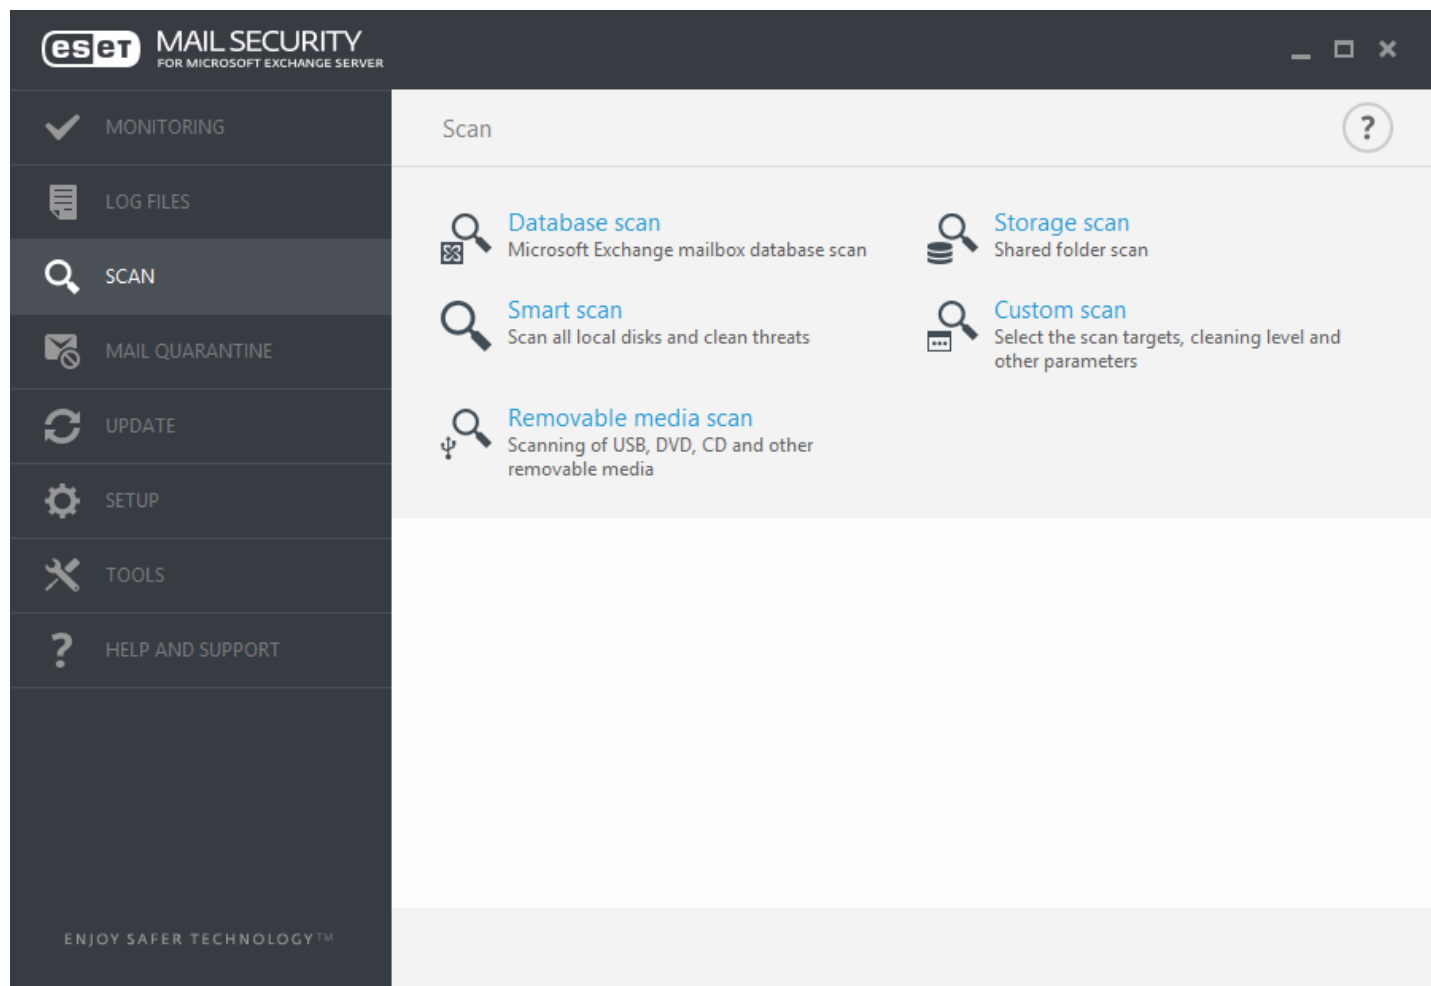 eset MAIL SECURITY
FOR MICROSOFT EXCHANGE SERVER
MONITORING
LOG FILES
SCAN
MAIL QUARANTINE
UPDATE
SETUP
TOOLS
HELP AND SUPPORT
ENJOY SAFER TECHNOLOGY™
Scan
?
Database scan
Microsoft Exchange mailbox database scan
Storage scan
Shared folder scan
Smart scan
Scan all local disks and clean threats
Custom scan
Select the scan targets, cleaning level and
other parameters
Removable media scan
Scanning of USB, DVD, CD and other
removable media